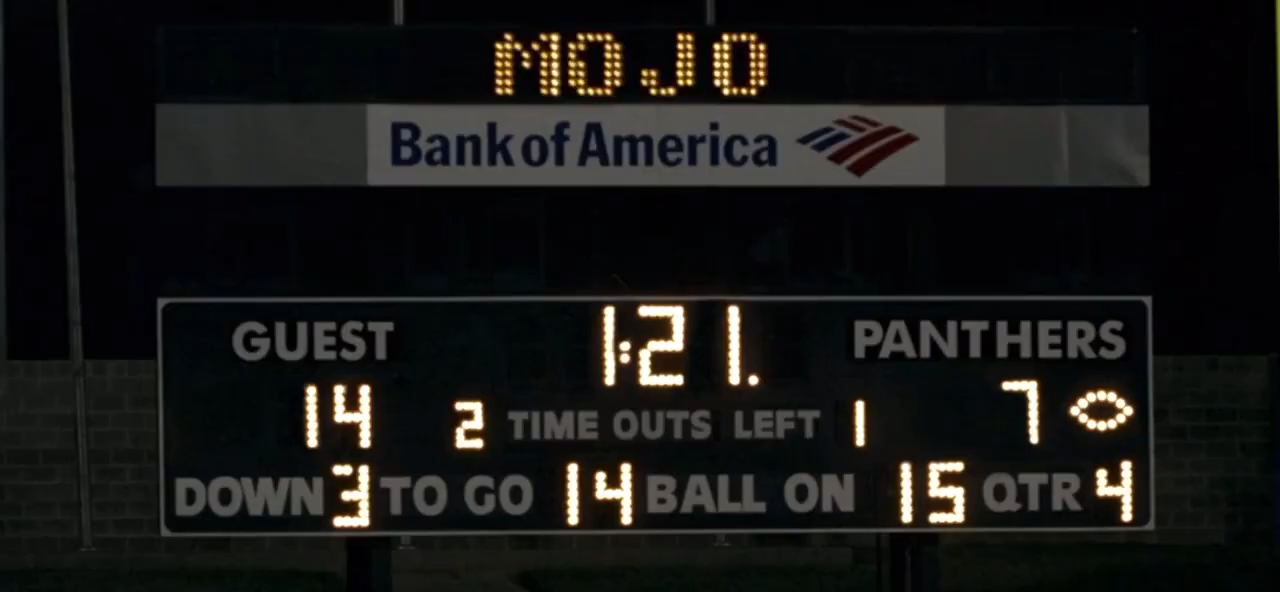 MOJO
Bank of America
GUEST 1:21. PANTHERS
14 2 TIME OUTS LEFT 1 7
DOWN 3 TO GO 14 BALL ON 15 QTR 4